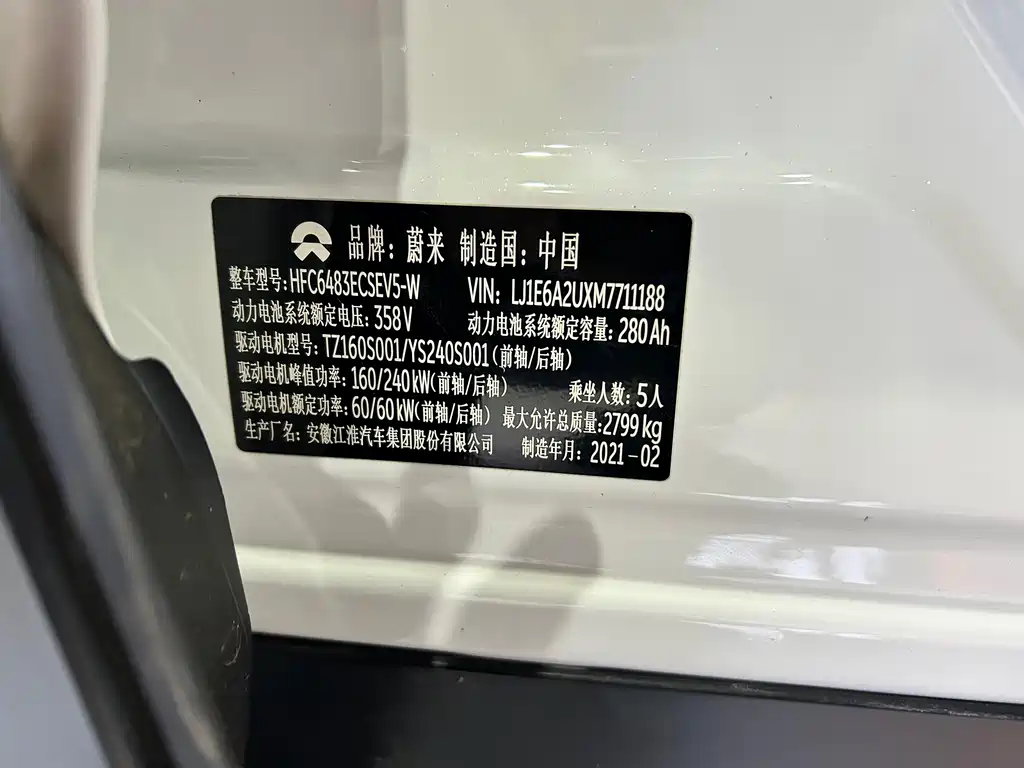 品牌：蔚来 制造国：中国
整车型号:HFC6483ECSEV5-W VIN: LJ1E6A2UXM7711188
动力电池系统额定电压: 358V 动力电池系统额定容量: 280Ah
驱动电机型号: TZ160S001/YS240S001(前轴/后轴)
驱动电机峰值功率: 160/240kW(前轴/后轴) 乘坐人数: 5人
驱动电机额定功率: 60/60kW(前轴/后轴) 最大允许总质量:2799kg
生产厂名: 安徽江淮汽车集团股份有限公司 制造年月: 2021-02